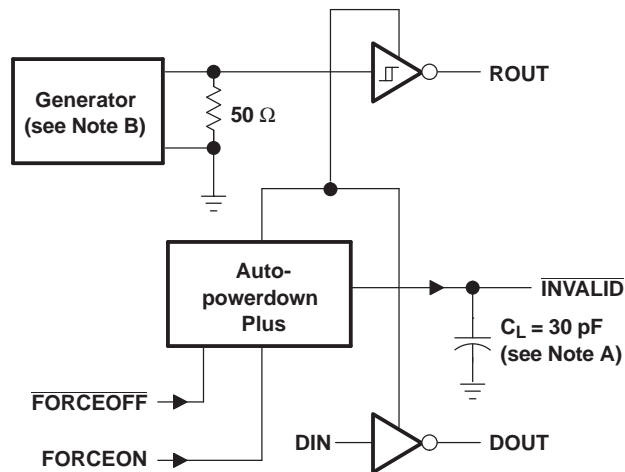 ROUT
Generator
(see Note B)
50 Ω
Auto-
powerdown
Plus
INVALID
C_L = 30 pF
(see Note A)
FORCEOFF
FORCEON
DIN
DOUT